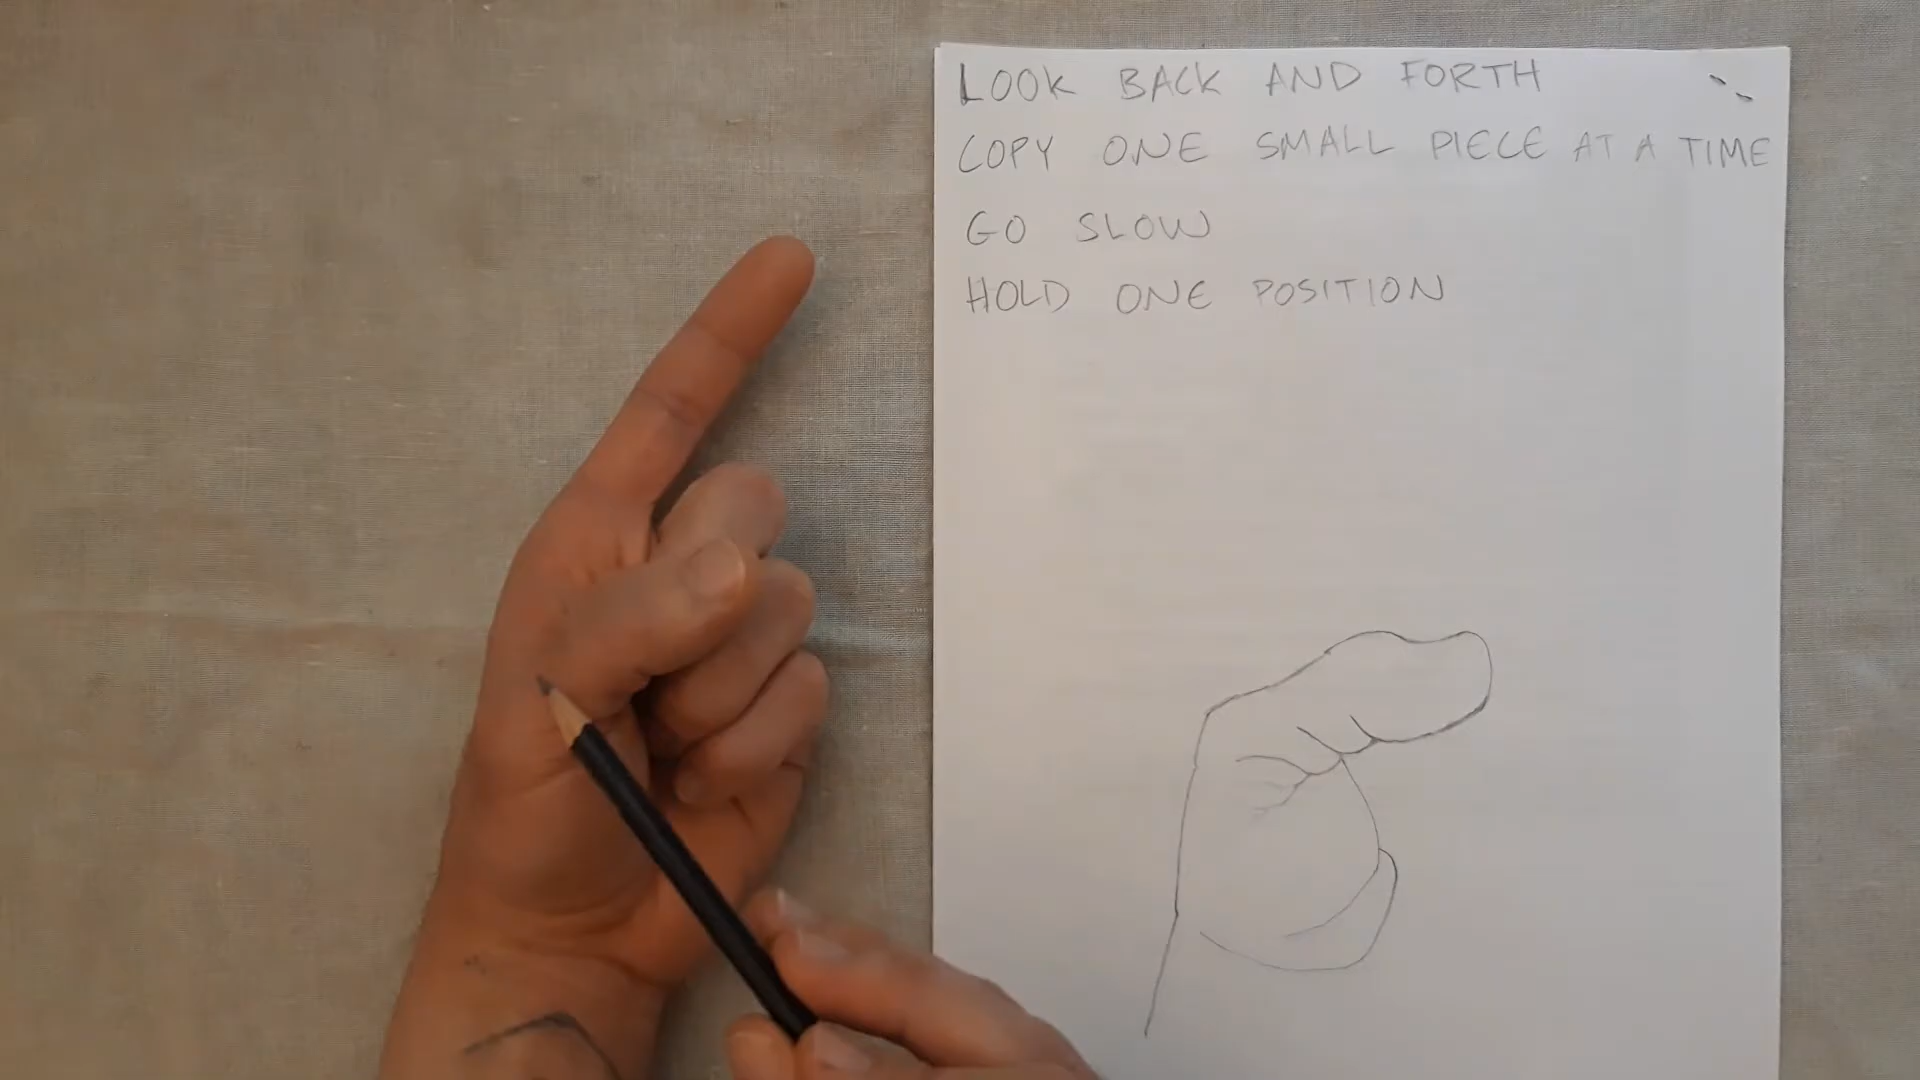 LOOK BACK AND FORTH
COPY ONE SMALL PIECE AT A TIME
GO SLOW
HOLD ONE POSITION